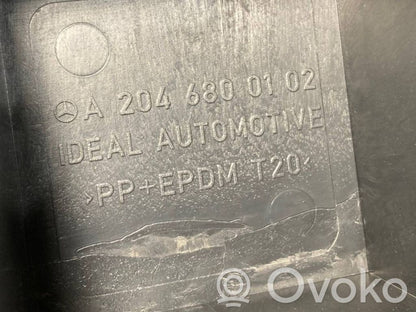 A 204 680 01 02
IDEAL AUTOMOTIVE
>PP+EPDM T20<
Ovoko